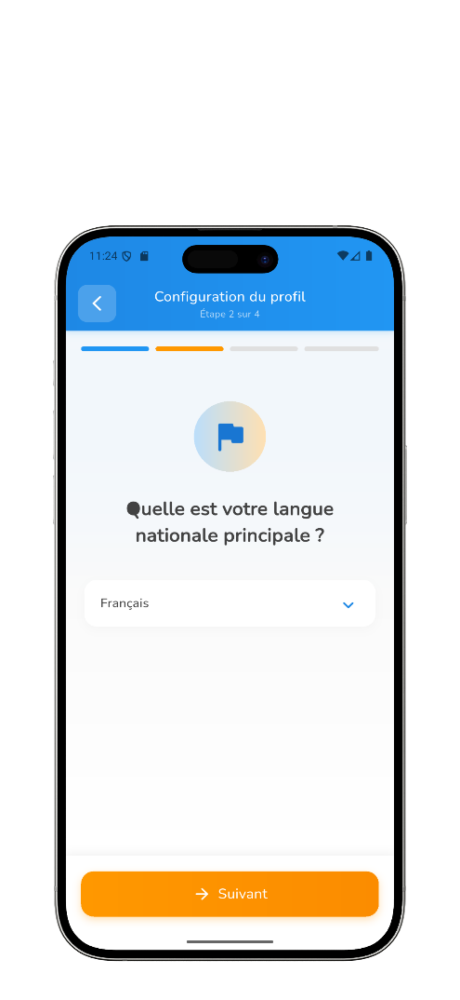 11:24
Configuration du profil
Étape 2 sur 4
Quelle est votre langue
nationale principale ?
Français
Suivant